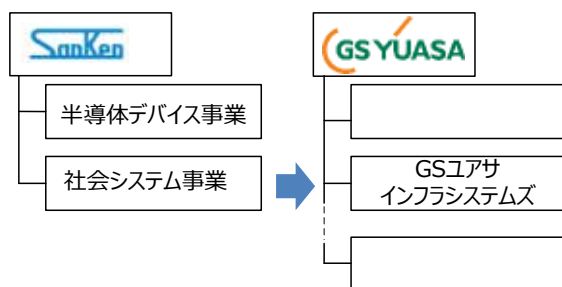 SanKen
GS YUASA
半導体デバイス事業
社会システム事業
GSユアサ
インフラシステムズ